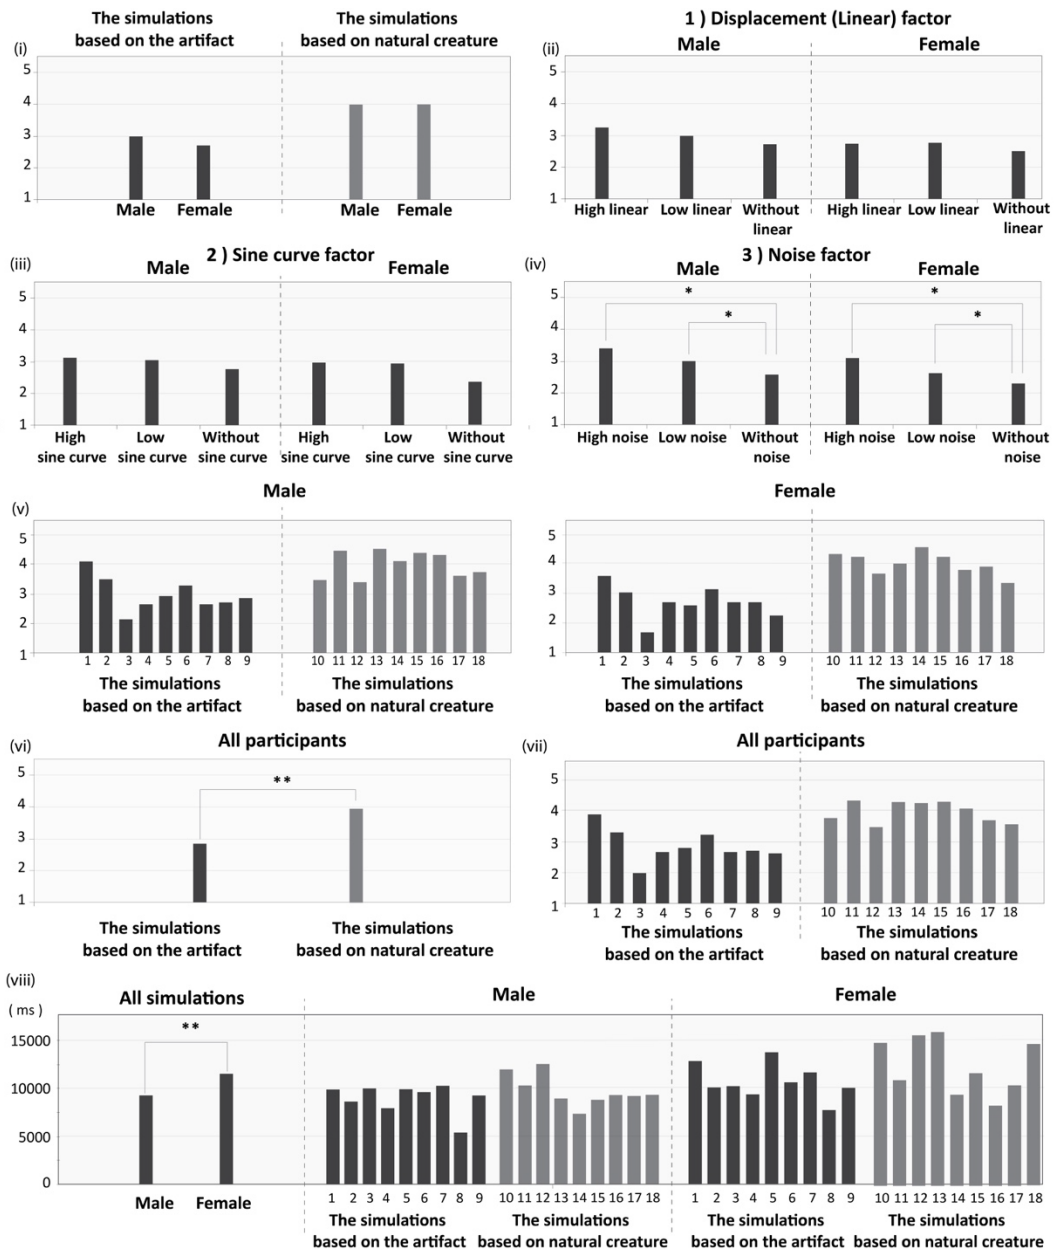 (i)
The simulations
based on the artifact
The simulations
based on natural creature
5
4
3
2
1
Male Female
Male Female
(ii)
1 ) Displacement (Linear) factor
Male
Female
5
4
3
2
1
High linear Low linear Without
linear
High linear Low linear Without
linear
(iii)
2 ) Sine curve factor
Male
Female
5
4
3
2
1
High
sine curve
Low
sine curve
Without
sine curve
High
sine curve
Low
sine curve
Without
sine curve
(iv)
3 ) Noise factor
Male
Female
5
4
3
2
1
*
*
*
*
High noise Low noise Without
noise
High noise Low noise Without
noise
(v)
Male
5
4
3
2
1
1 2 3 4 5 6 7 8 9
10 11 12 13 14 15 16 17 18
The simulations
based on the artifact
The simulations
based on natural creature
Female
5
4
3
2
1
1 2 3 4 5 6 7 8 9
10 11 12 13 14 15 16 17 18
The simulations
based on the artifact
The simulations
based on natural creature
(vi)
All participants
5
4
3
2
1
**
The simulations
based on the artifact
The simulations
based on natural creature
(vii)
All participants
5
4
3
2
1
1 2 3 4 5 6 7 8 9
10 11 12 13 14 15 16 17 18
The simulations
based on the artifact
The simulations
based on natural creature
(viii)
( ms )
All simulations
Male
Female
15000
10000
5000
0
**
Male Female
1 2 3 4 5 6 7 8 9
10 11 12 13 14 15 16 17 18
The simulations
based on the artifact
The simulations
based on natural creature
1 2 3 4 5 6 7 8 9
10 11 12 13 14 15 16 17 18
The simulations
based on the artifact
The simulations
based on natural creature